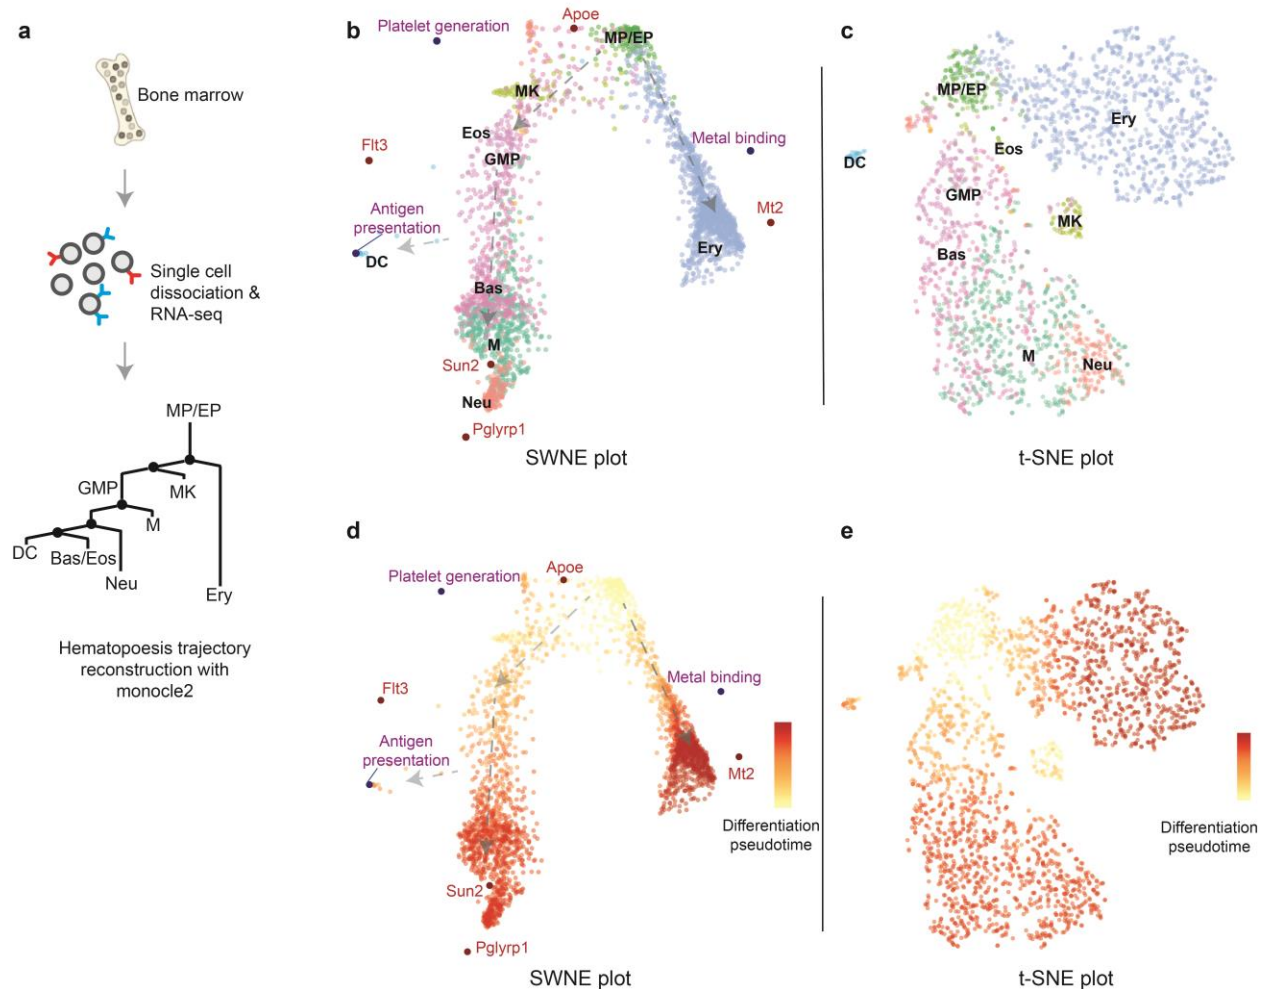 a
Bone marrow
Single cell
dissociation &
RNA-seq
MP/EP
GMP
MK
M
DC
Bas/Eos
Neu
Ery
Hematopoesis trajectory
reconstruction with
monocle2
b
Platelet generation
Apoe
MP/EP
MK
Eos
GMP
Flt3
Metal binding
Antigen
presentation
DC
Mt2
Ery
Bas
M
Sun2
Neu
Pglyrp1
SWNE plot
c
MP/EP
Ery
Eos
DC
GMP
MK
Bas
M
Neu
t-SNE plot
d
Platelet generation
Apoe
Flt3
Metal binding
Antigen
presentation
Mt2
Differentiation
pseudotime
Sun2
Pglyrp1
SWNE plot
e
Differentiation
pseudotime
t-SNE plot